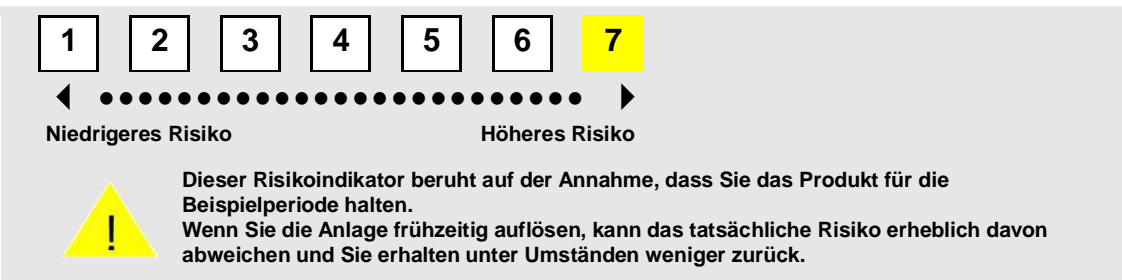 1 2 3 4 5 6 7
Niedrigeres Risiko Höheres Risiko
!
Dieser Risikoindikator beruht auf der Annahme, dass Sie das Produkt für die
Beispielperiode halten.
Wenn Sie die Anlage frühzeitig auflösen, kann das tatsächliche Risiko erheblich davon
abweichen und Sie erhalten unter Umständen weniger zurück.